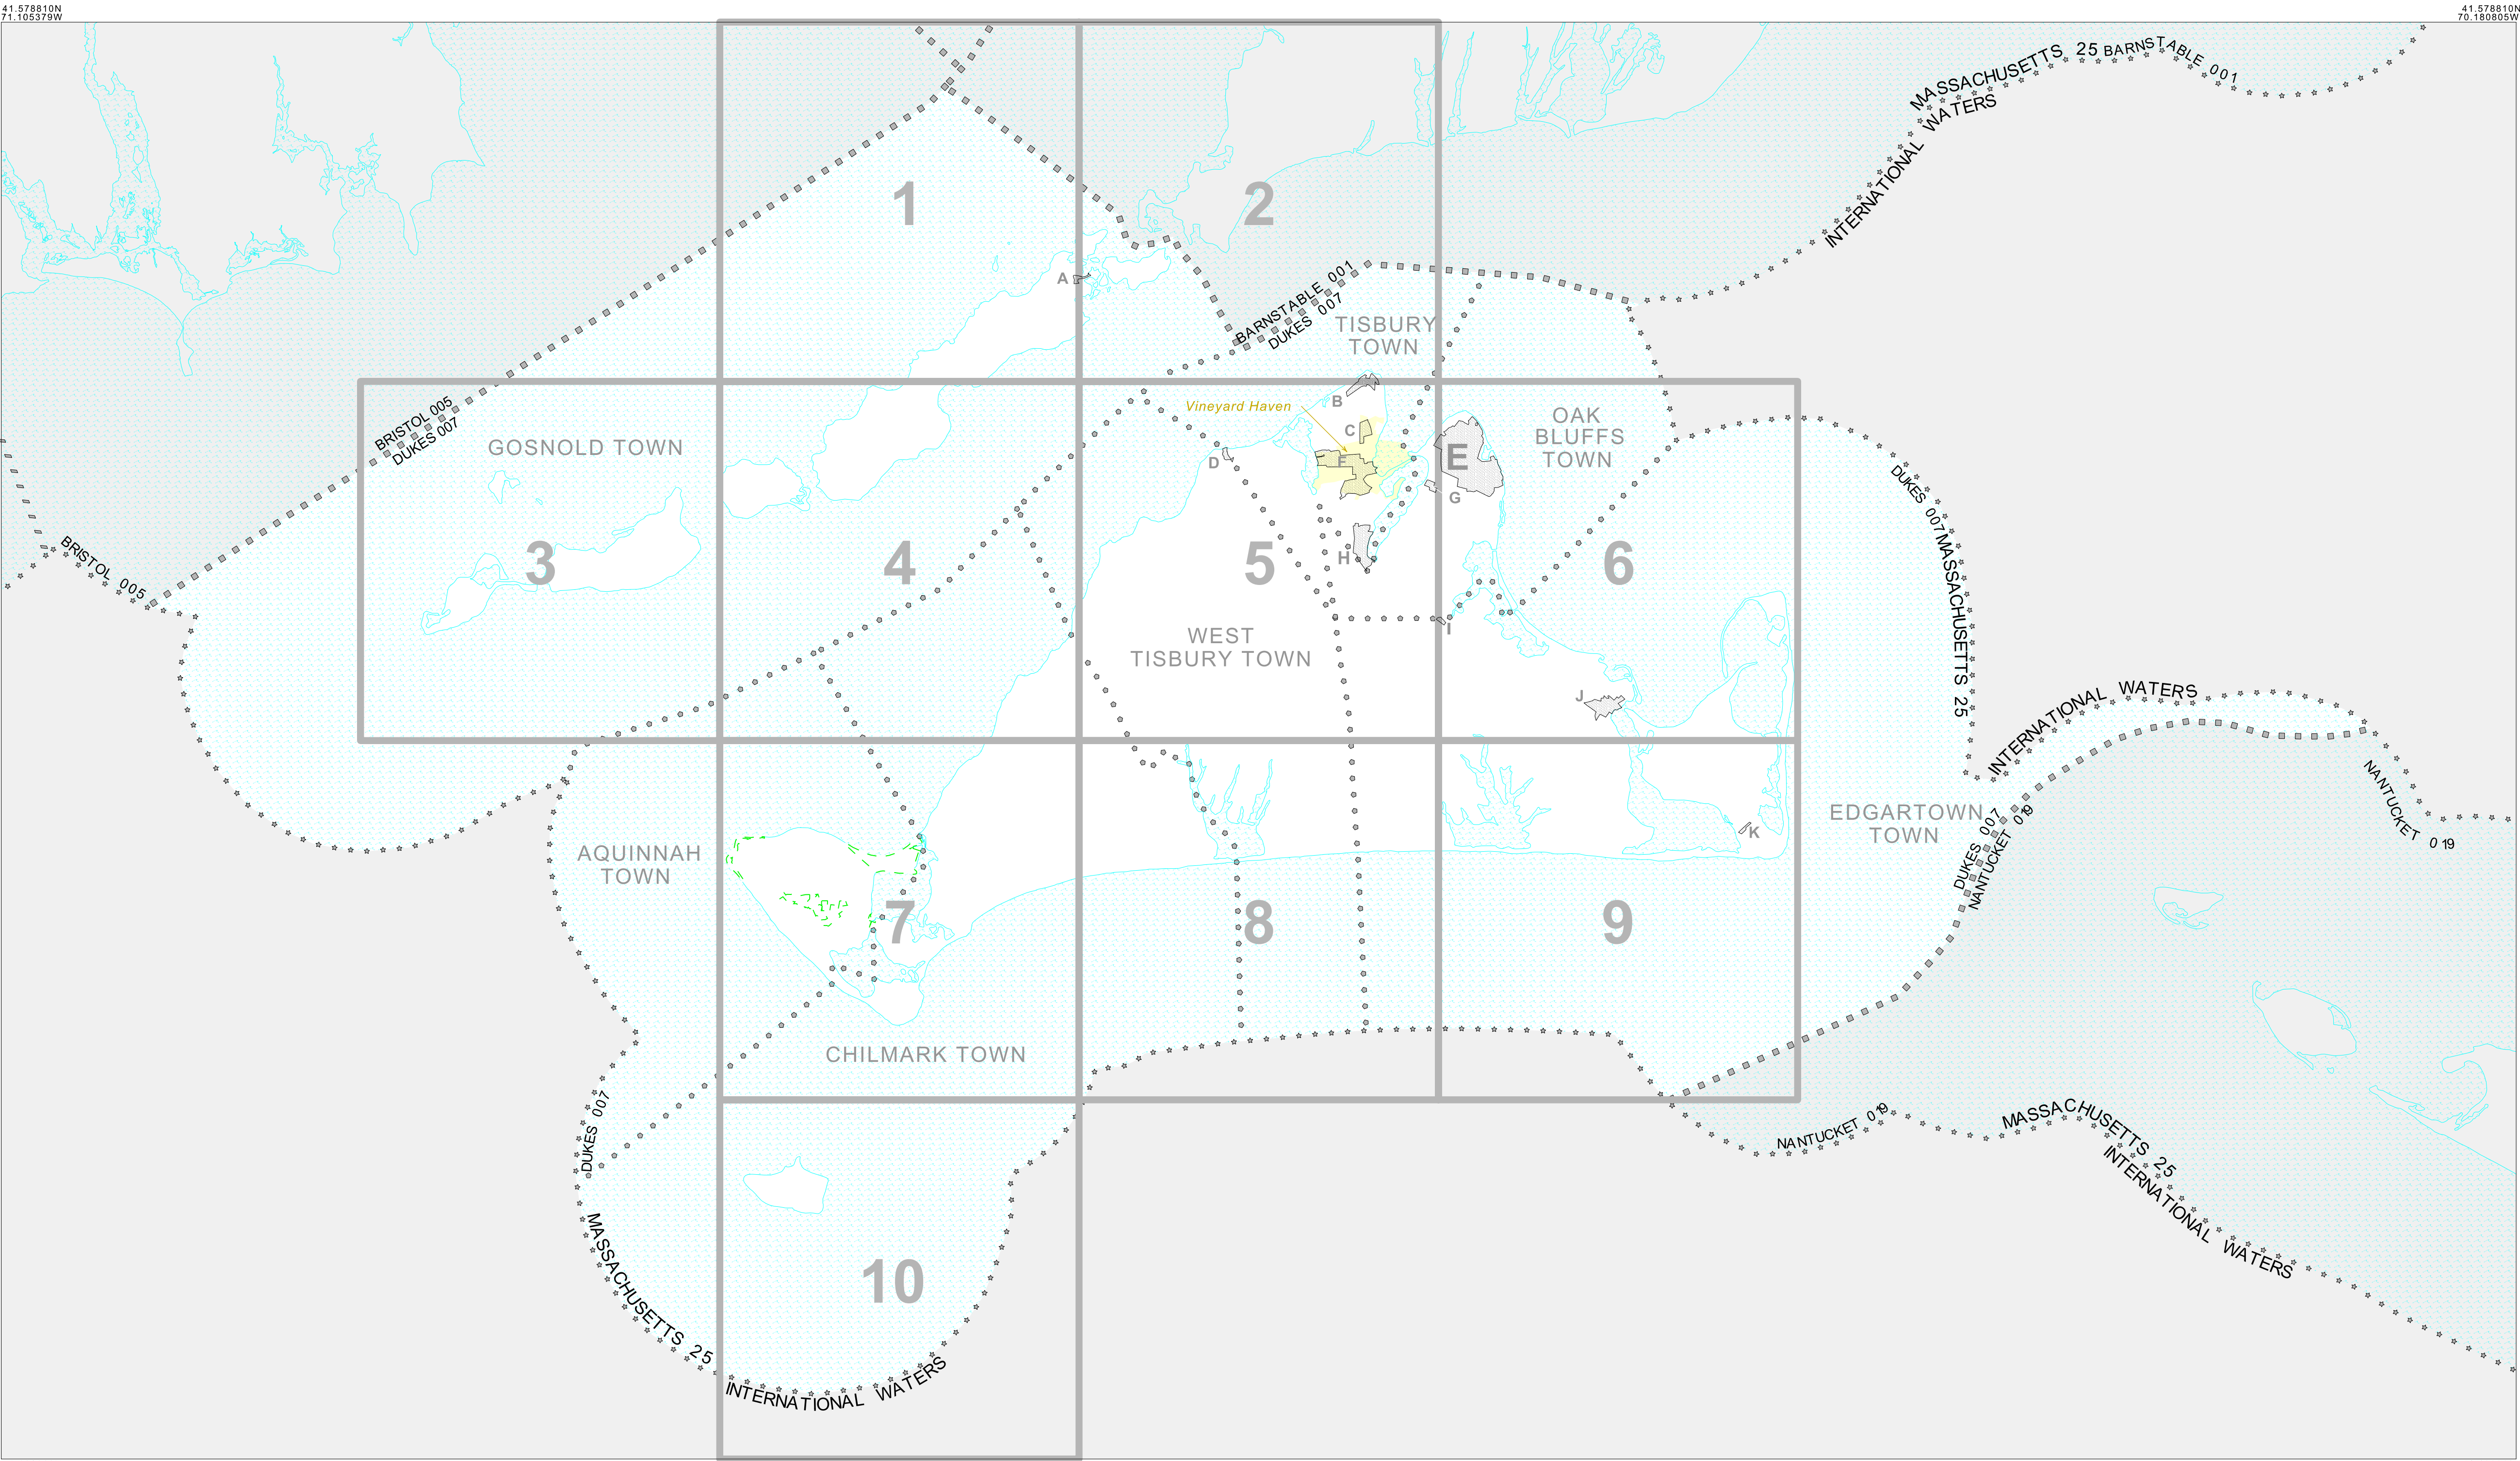 41.578810N
71.105379W
41.578810N
70.180805W
MASSACHUSETTS 25
BARNSTABLE 001
INTERNATIONAL WATERS
1
2
A
BARNSTABLE 001
DUKES 007
TISBURY
TOWN
BRISTOL 005
DUKES 007
GOSNOLD TOWN
Vineyard Haven
B
C
D
E
F
G
H
OAK
BLUFFS
TOWN
DUKES 007
MASSACHUSETTS 25
BRISTOL 005
3
4
5
6
WEST
TISBURY TOWN
I
J
INTERNATIONAL WATERS
NANTUCKET 019
AQUINNAH
TOWN
EDGARTOWN
TOWN
K
DUKES 007
NANTUCKET 019
7
8
9
CHILMARK TOWN
DUKES 007
MASSACHUSETTS 25
INTERNATIONAL WATERS
10
NANTUCKET 019
MASSACHUSETTS 25
INTERNATIONAL WATERS